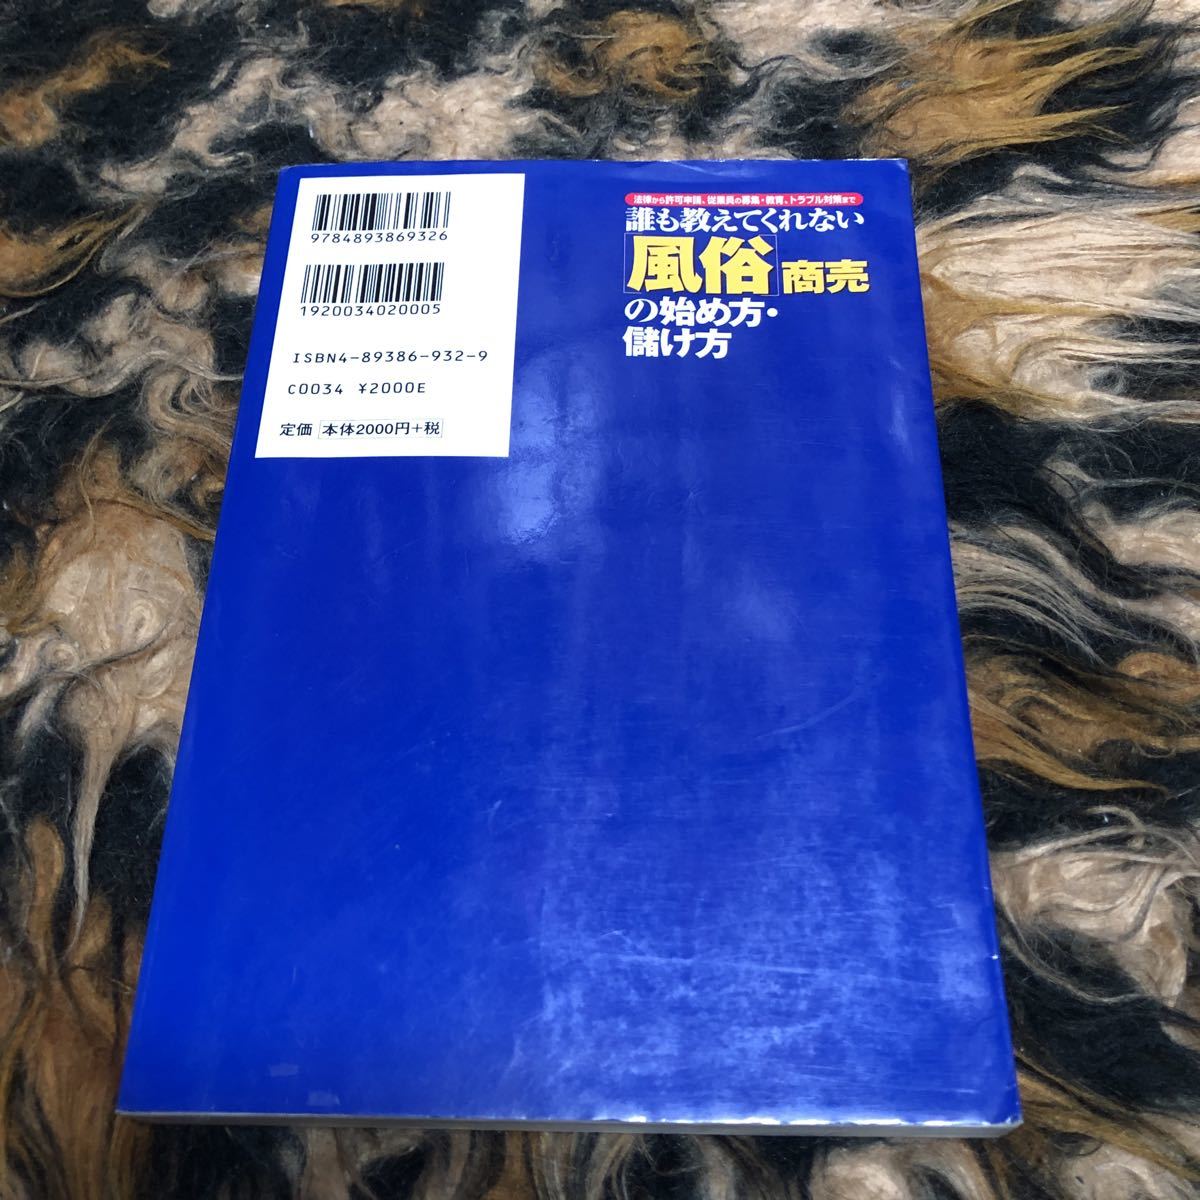 9784893869326
1920034020005
ISBN4-89386-932-9
C0034 ¥2000E
定価 本体2000円+税
法律から許可申請、従業員の募集・教育、トラブル対策まで
誰も教えてくれない
「風俗」商売
の始め方・
儲け方